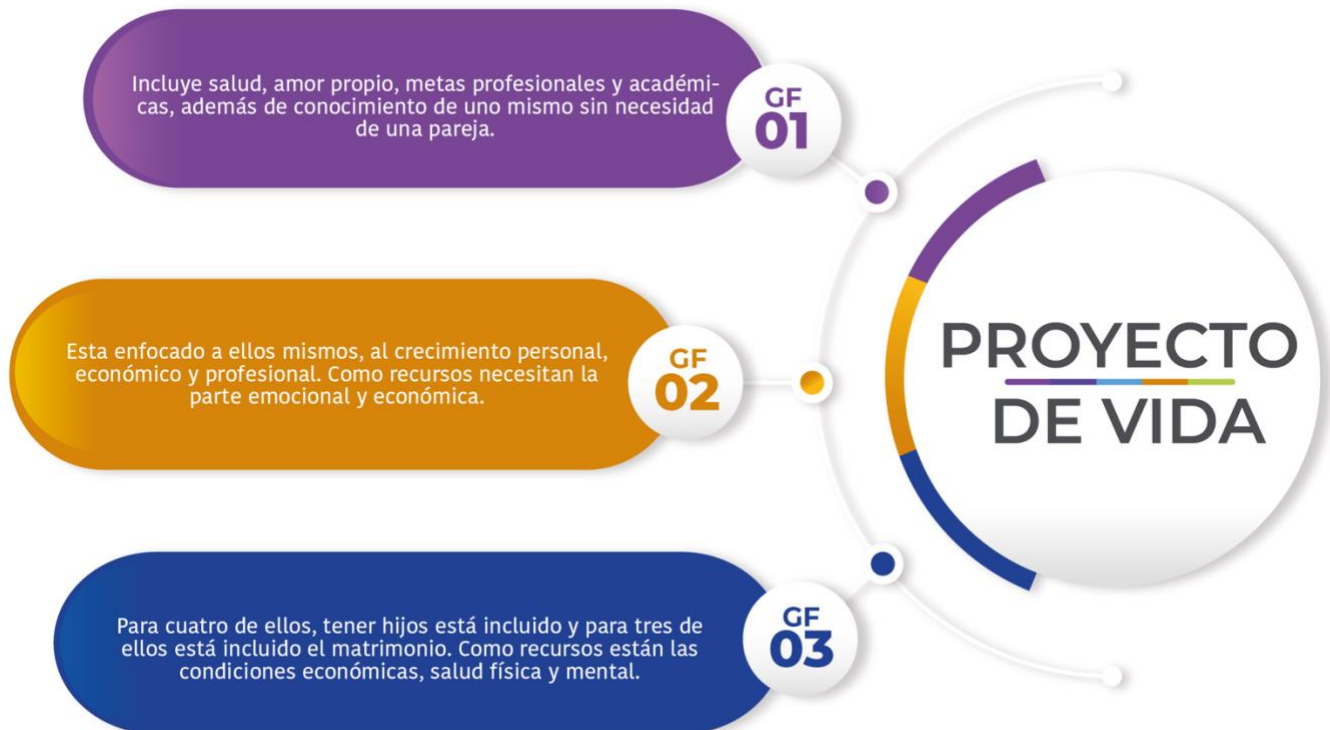 Incluye salud, amor propio, metas profesionales y académi-
cas, además de conocimiento de uno mismo sin necesidad
de una pareja.
GF
01
Esta enfocado a ellos mismos, al crecimiento personal,
económico y profesional. Como recursos necesitan la
parte emocional y económica.
GF
02
Para cuatro de ellos, tener hijos está incluido y para tres de
ellos está incluido el matrimonio. Como recursos están las
condiciones económicas, salud física y mental.
GF
03
PROYECTO
DE VIDA